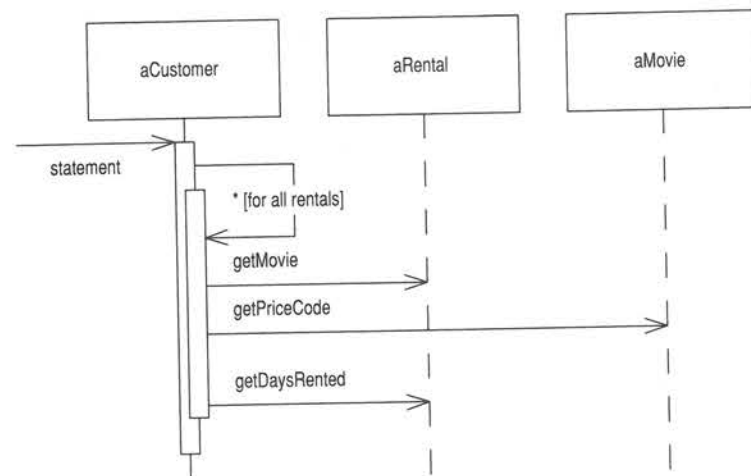 aCustomer
aRental
aMovie
statement
* [for all rentals]
getMovie
getPriceCode
getDaysRented